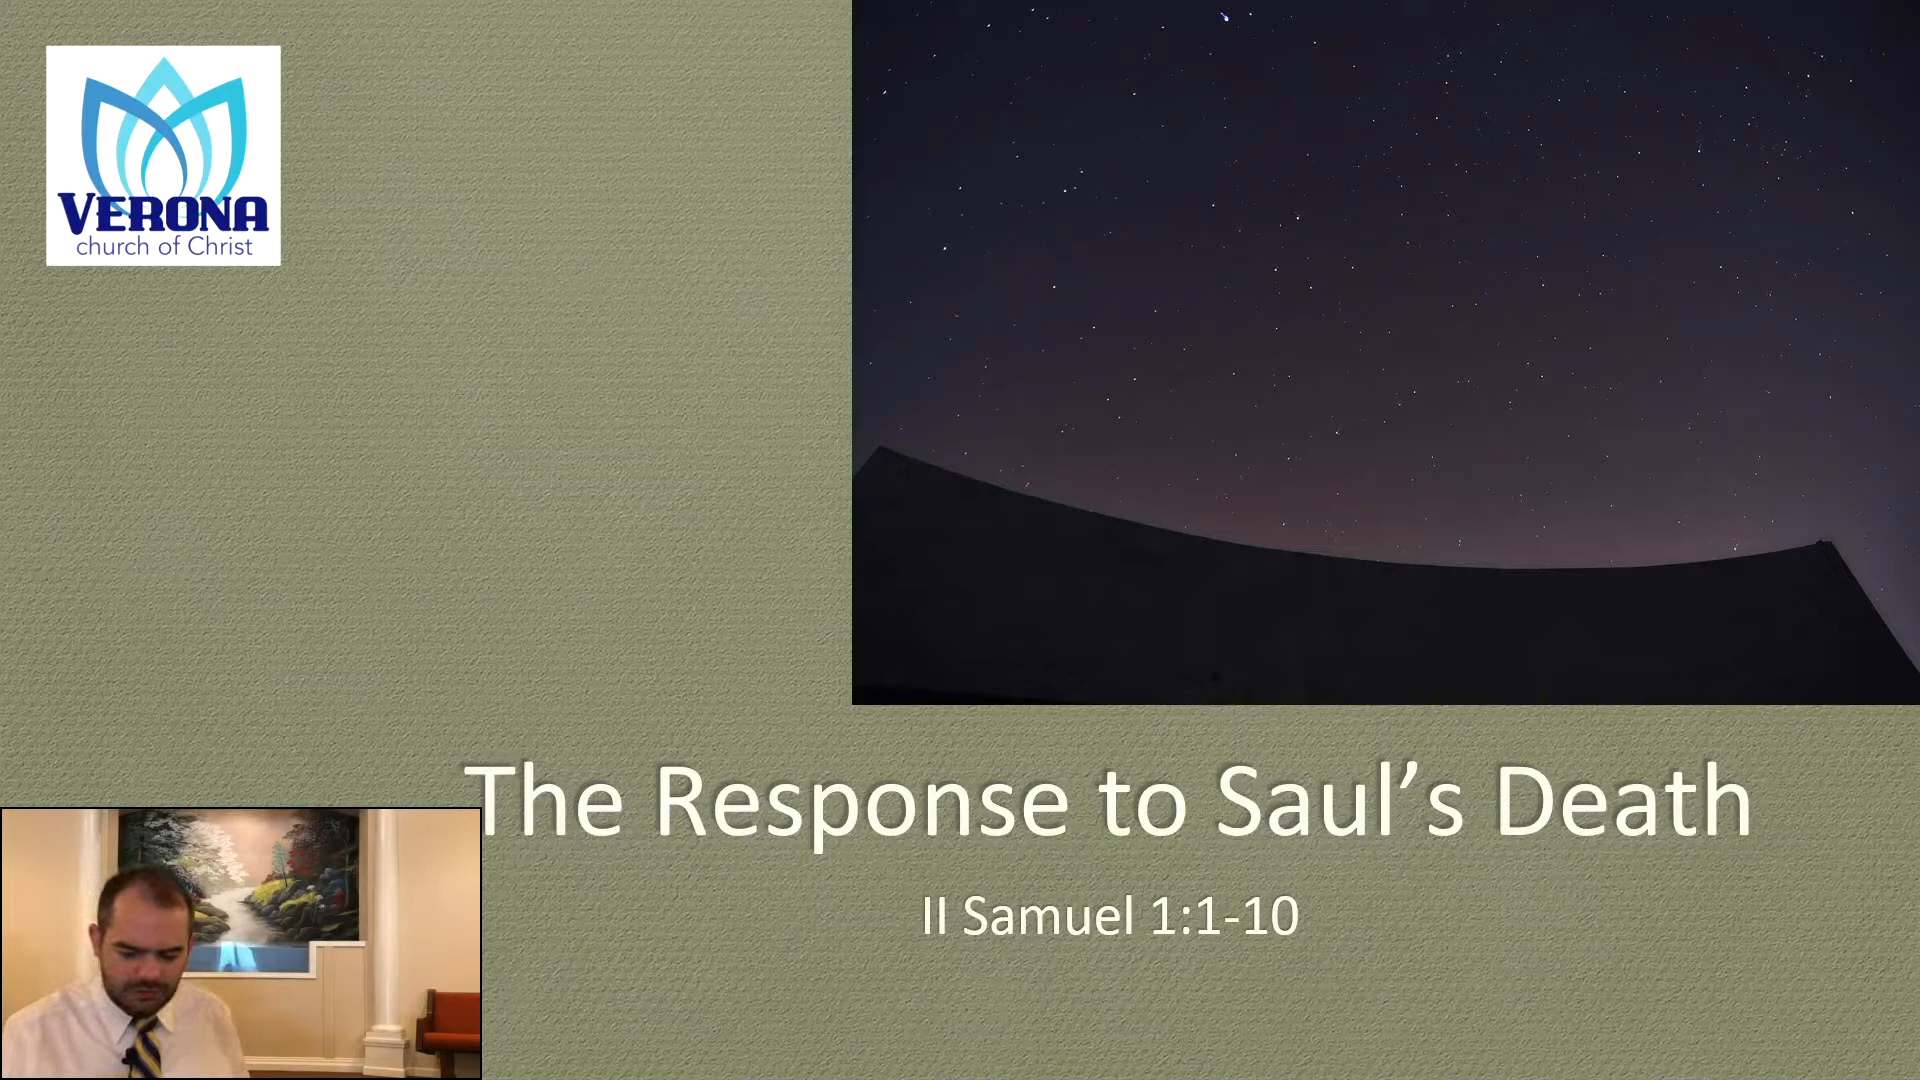 VERONA
church of Christ
The Response to Saul’s Death
II Samuel 1:1-10